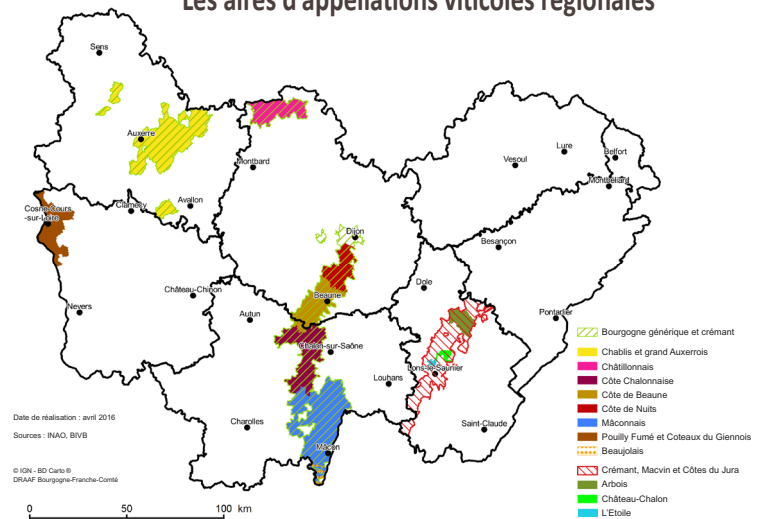 Les aires d'appellations viticoles régionales
Sens
Auxerre
Montbard
Avallon
Clamecy
Cosne-Cours
-sur-Loire
Nevers
Château-Chinon
Autun
Dijon
Beaune
Chalon-sur-Saône
Louhans
Charolles
Mâcon
Vesoul
Lure
Belfort
Montbéliard
Besançon
Dole
Pontarlier
Lons-le-Saunier
Saint-Claude
Bourgogne générique et crémant
Chablis et grand Auxerrois
Châtillonnais
Côte Chalonnaise
Côte de Beaune
Côte de Nuits
Mâconnais
Pouilly Fumé et Coteaux du Giennois
Beaujolais
Crémant, Macvin et Côtes du Jura
Arbois
Château-Chalon
L'Etoile
Date de réalisation : avril 2016
Sources : INAO, BIVB
© IGN - BD Carto ®
DRAAF Bourgogne-Franche-Comté
0 50 100 km